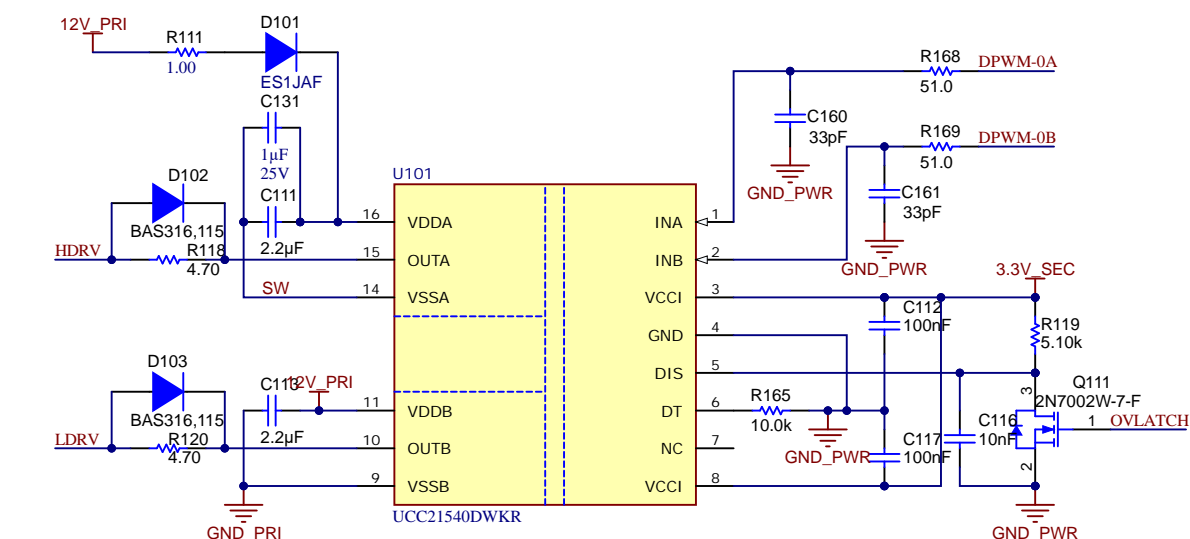 12V_PRI
R111
1.00
D101
ES1JAF
C131
1µF
25V
C111
2.2µF
D102
BAS316,115
R118
4.70
HDRV
SW
D103
BAS316,115
R120
4.70
LDRV
C113
2.2µF
12V_PRI
GND_PRI
U101
16
15
14
11
10
9
VDDA
OUTA
VSSA
VDDB
OUTB
VSSB
INA
INB
VCCI
GND
DIS
DT
NC
VCCI
1
2
3
4
5
6
7
8
UCC21540DWKR
R168
51.0
DPWM-0A
C160
33pF
GND_PWR
R169
51.0
DPWM-0B
C161
33pF
GND_PWR
3.3V_SEC
C112
100nF
R119
5.10k
R165
10.0k
GND_PWR
C117
100nF
C116
10nF
Q111
2N7002W-7-F
3
1
2
OVLATCH
GND_PWR